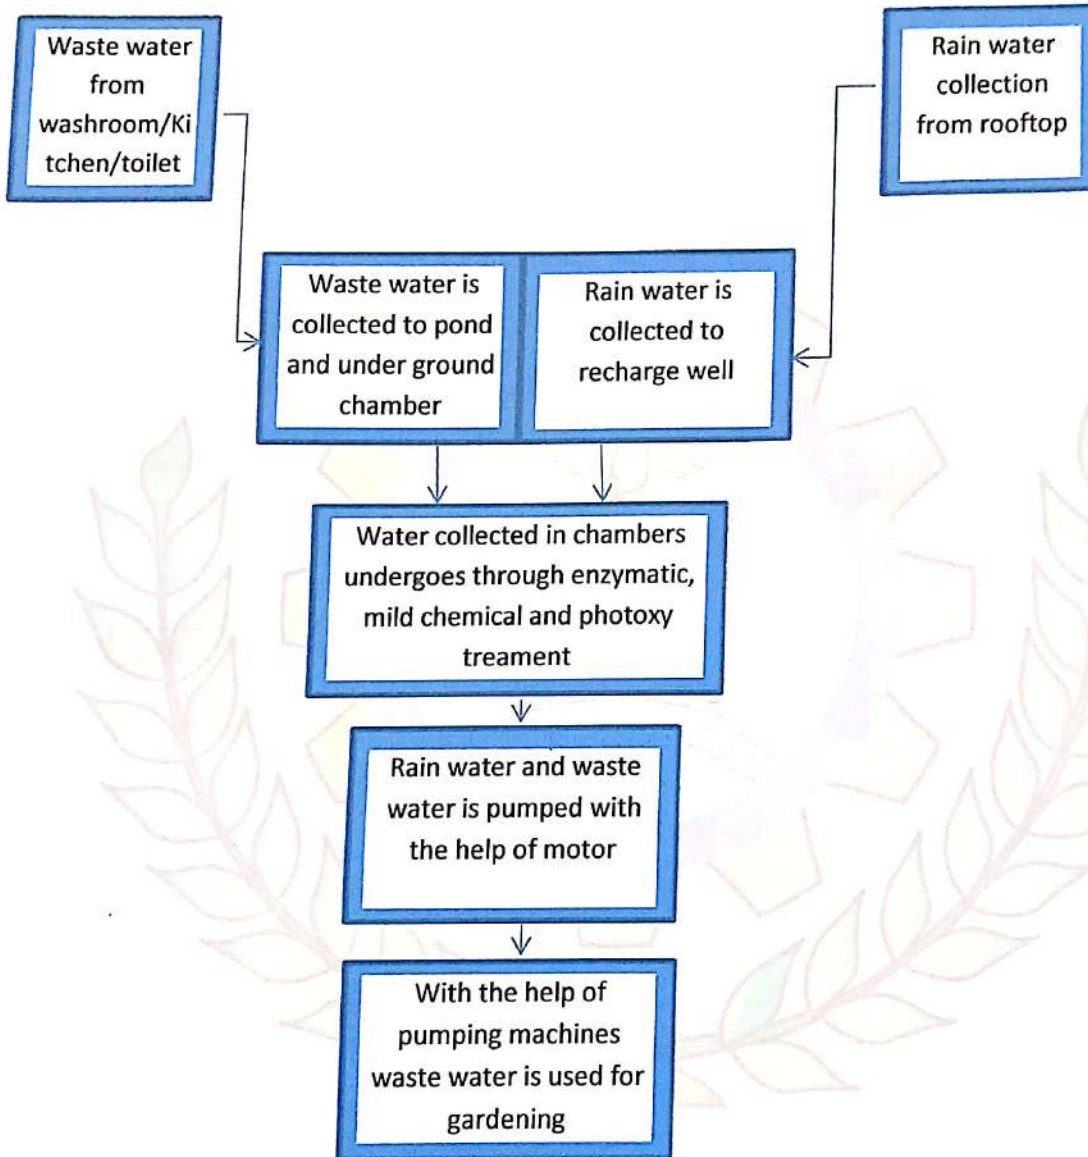 Waste water
from
washroom/Ki
tchen/toilet
Rain water
collection
from rooftop
Waste water is
collected to pond
and under ground
chamber
Rain water is
collected to
recharge well
Water collected in chambers
undergoes through enzymatic,
mild chemical and photoxy
treament
Rain water and waste
water is pumped with
the help of motor
With the help of
pumping machines
waste water is used for
gardening